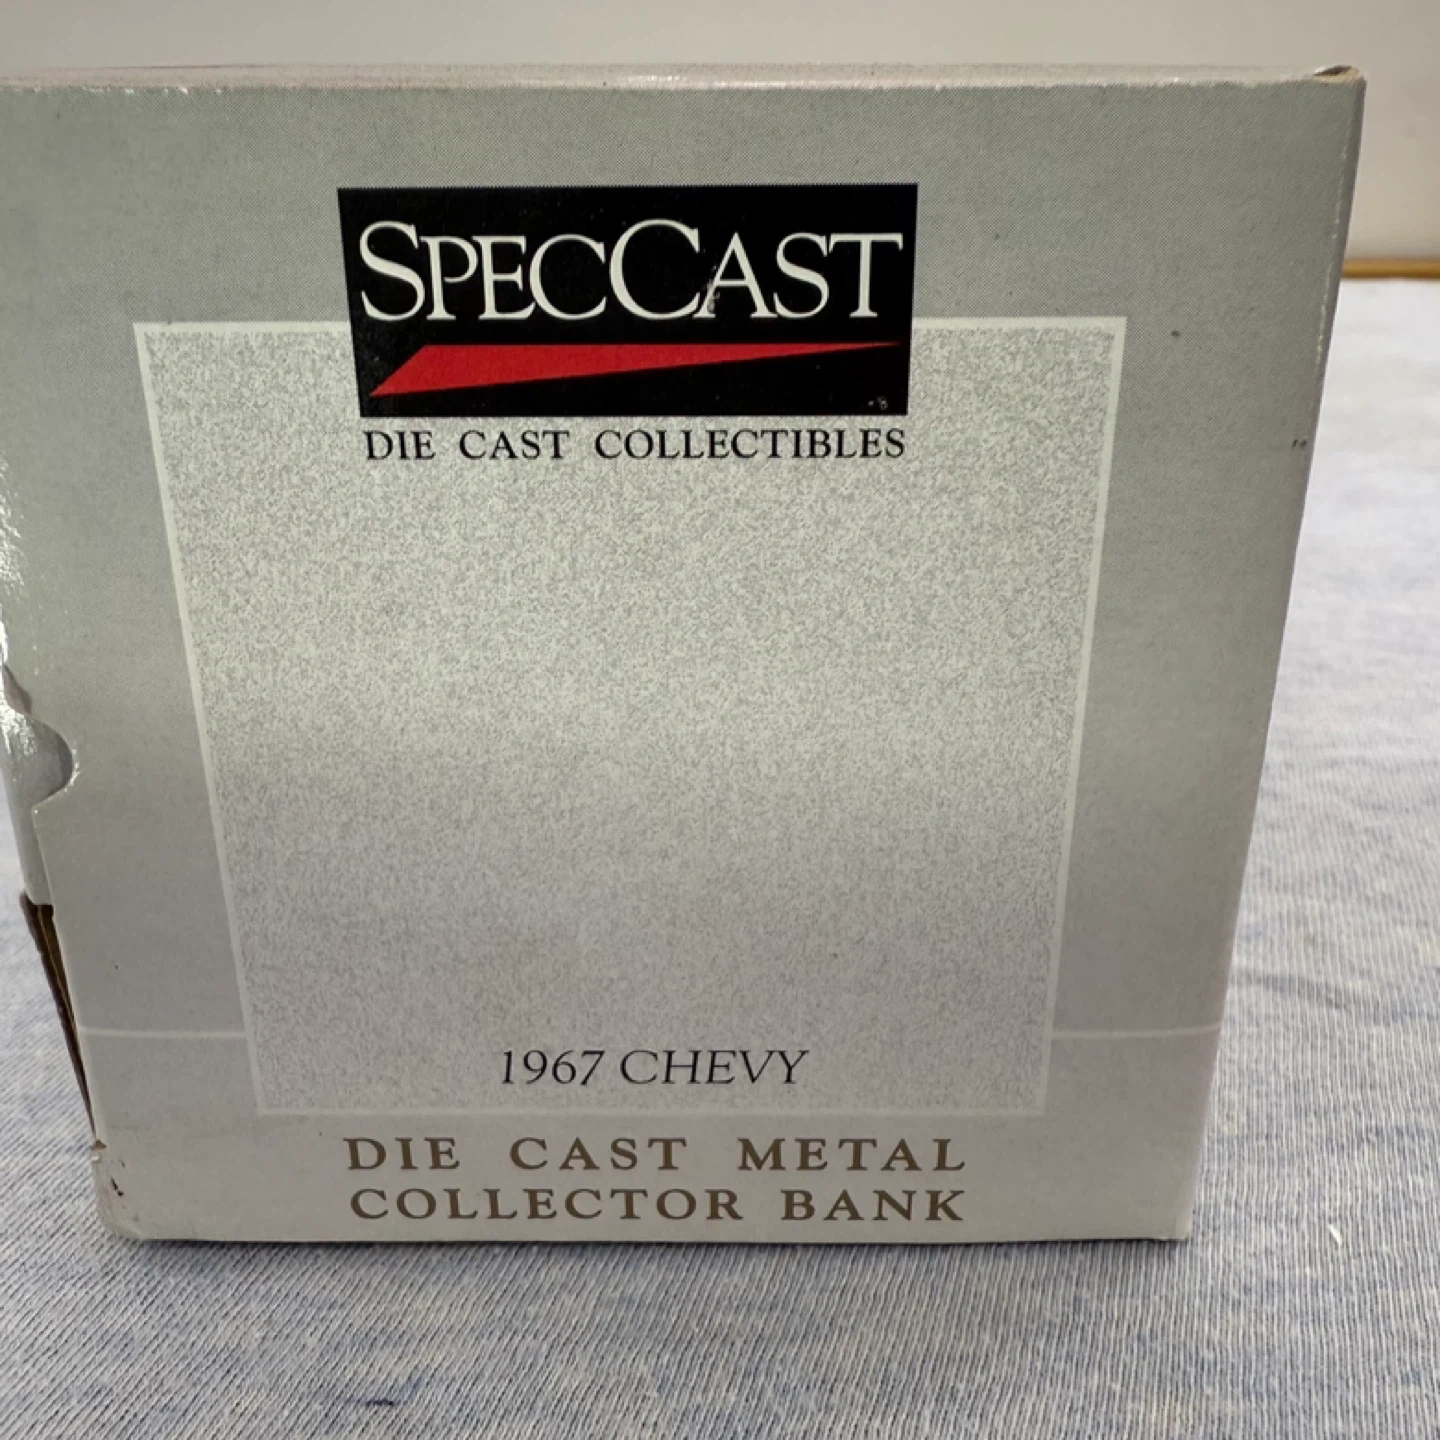 SPECCAST
DIE CAST COLLECTIBLES
1967 CHEVY
DIE CAST METAL
COLLECTOR BANK